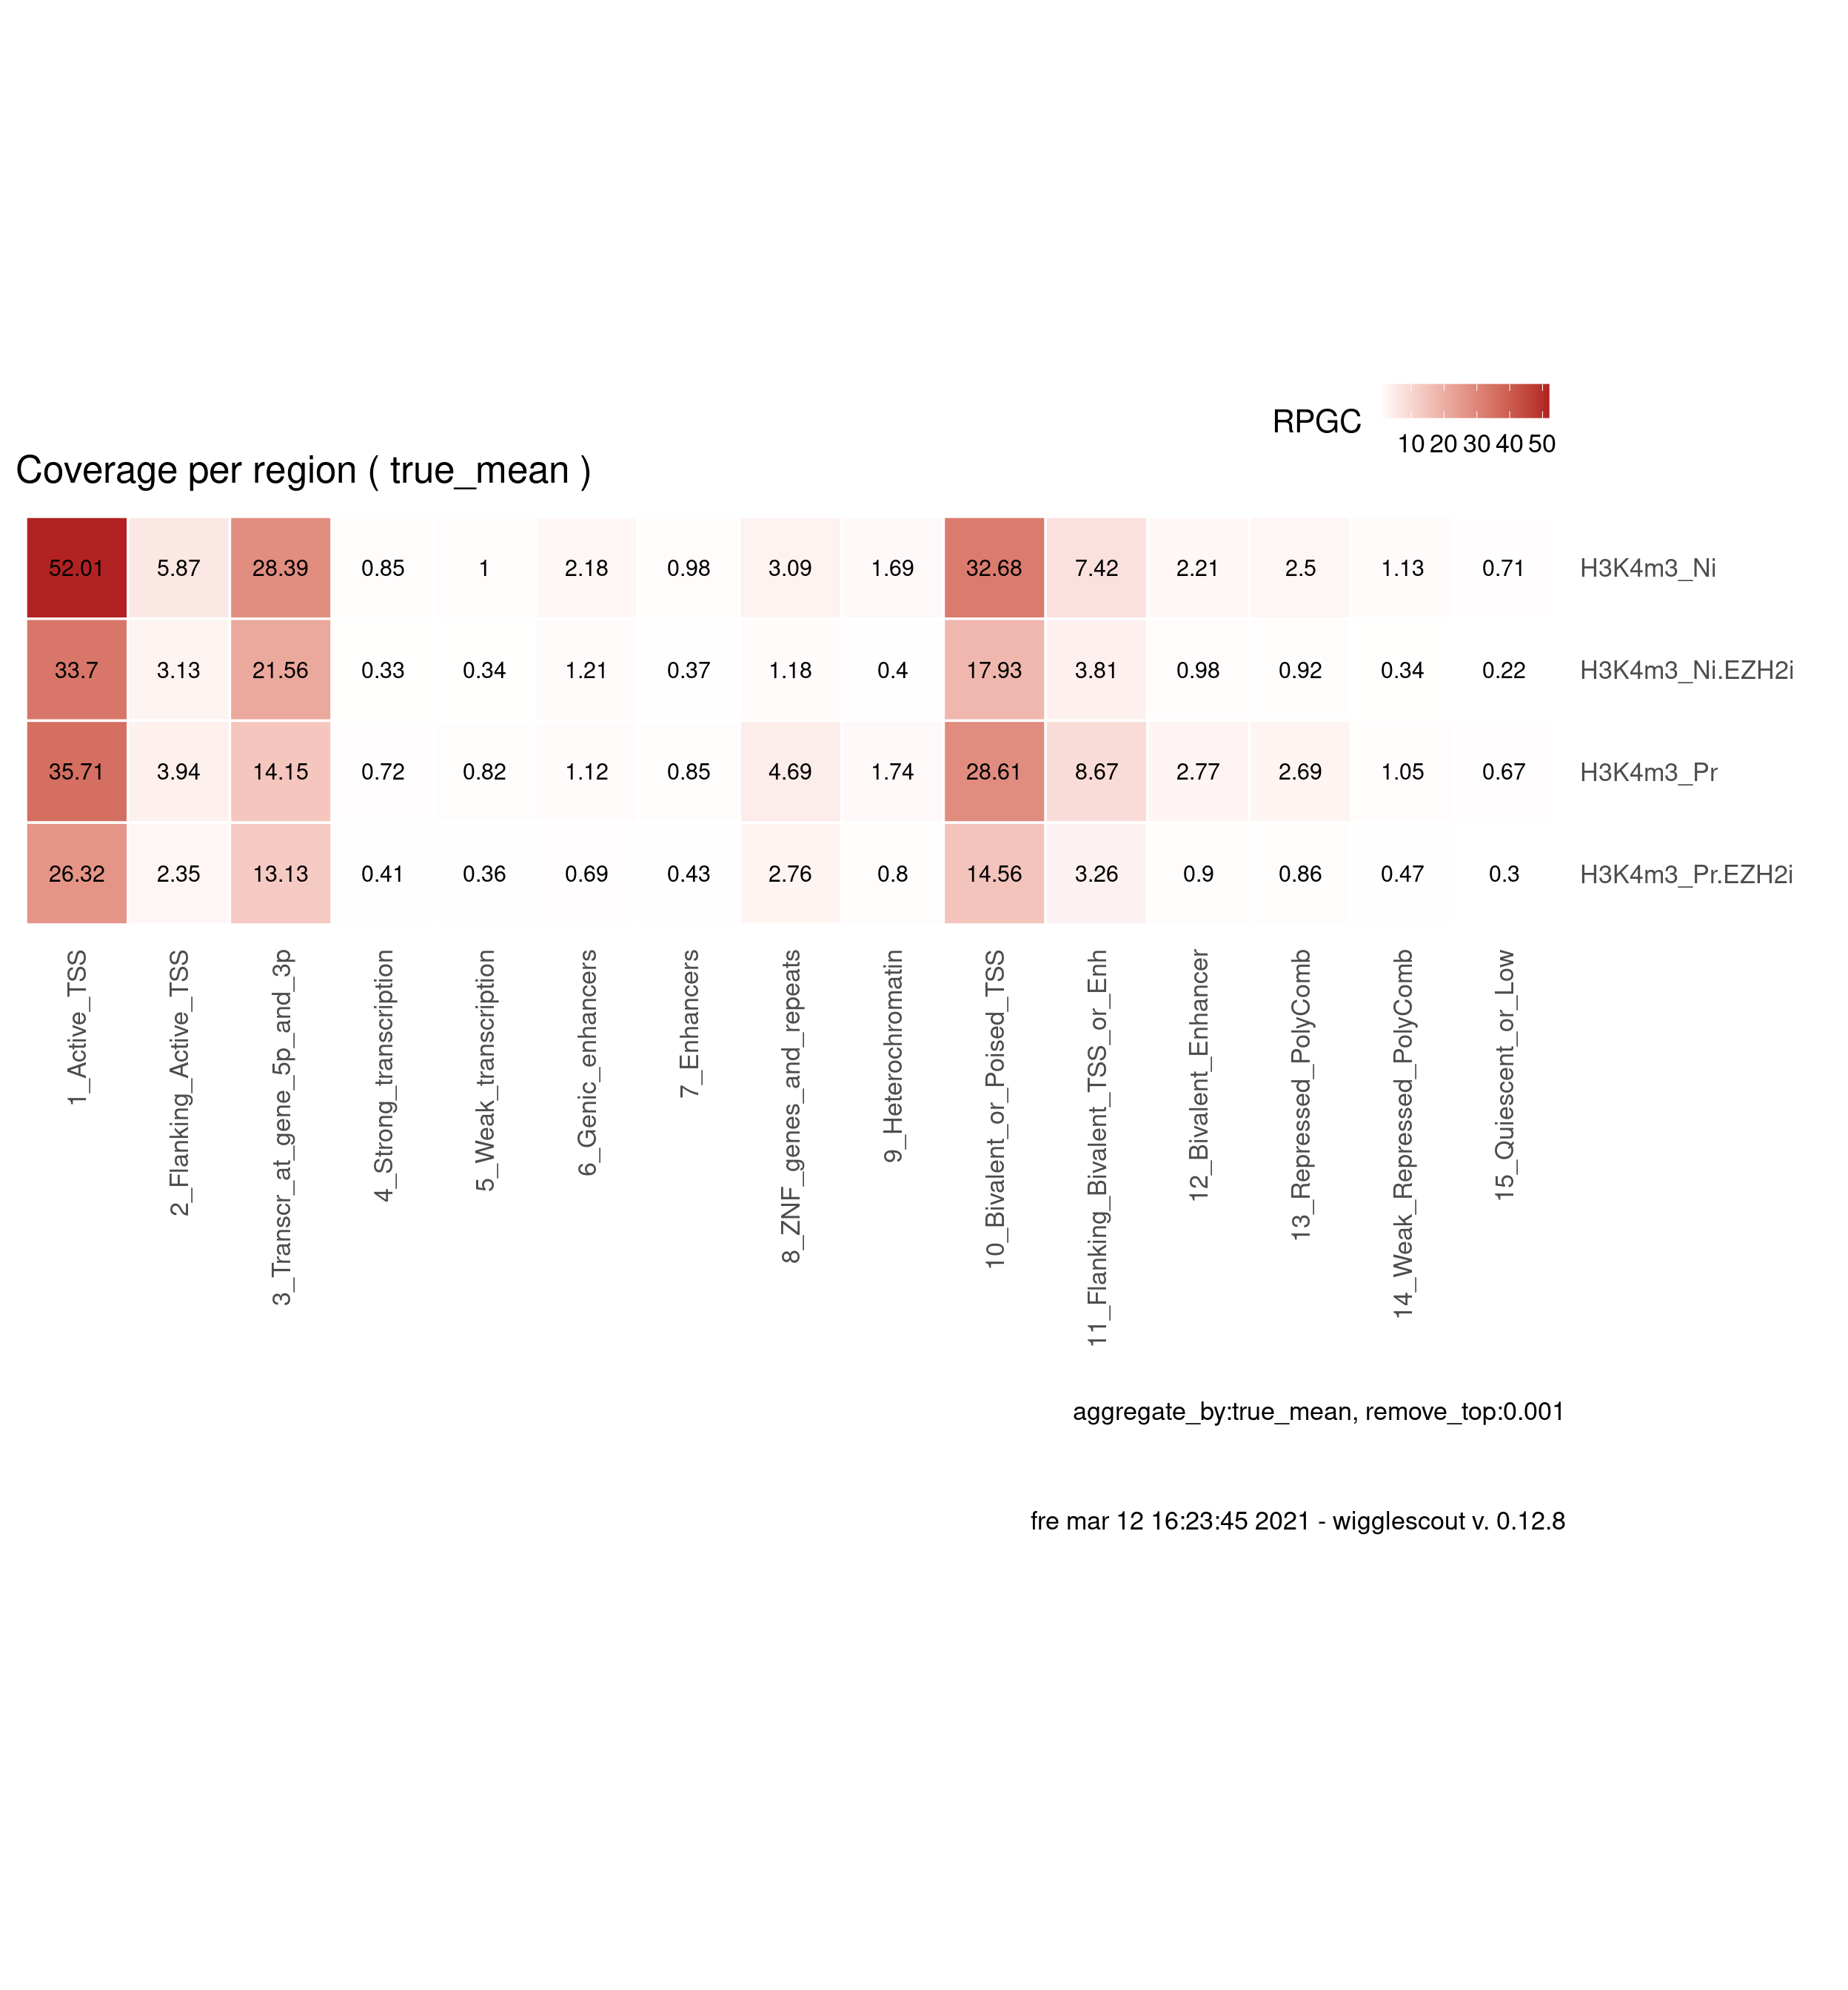 RPGC
10 20 30 40 50
Coverage per region ( true_mean )
52.01 5.87 28.39 0.85 1 2.18 0.98 3.09 1.69 32.68 7.42 2.21 2.5 1.13 0.71 H3K4m3_Ni
33.7 3.13 21.56 0.33 0.34 1.21 0.37 1.18 0.4 17.93 3.81 0.98 0.92 0.34 0.22 H3K4m3_Ni.EZH2i
35.71 3.94 14.15 0.72 0.82 1.12 0.85 4.69 1.74 28.61 8.67 2.77 2.69 1.05 0.67 H3K4m3_Pr
26.32 2.35 13.13 0.41 0.36 0.69 0.43 2.76 0.8 14.56 3.26 0.9 0.86 0.47 0.3 H3K4m3_Pr.EZH2i
1_Active_TSS
2_Flanking_Active_TSS
3_Transcr_at_gene_5p_and_3p
4_Strong_transcription
5_Weak_transcription
6_Genic_enhancers
7_Enhancers
8_ZNF_genes_and_repeats
9_Heterochromatin
10_Bivalent_or_Poised_TSS
11_Flanking_Bivalent_TSS_or_Enh
12_Bivalent_Enhancer
13_Repressed_PolyComb
14_Weak_Repressed_PolyComb
15_Quiescent_or_Low
aggregate_by:true_mean, remove_top:0.001
fre mar 12 16:23:45 2021 - wigglescout v. 0.12.8